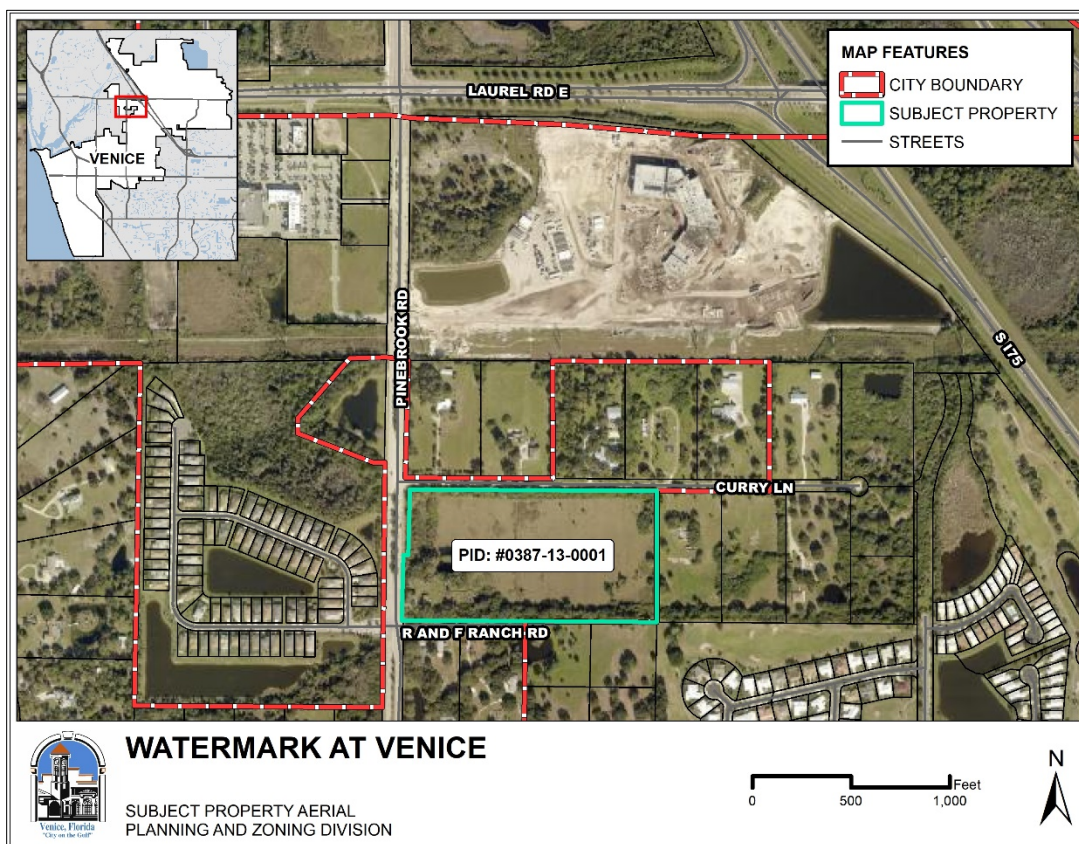 LAUREL RD E
MAP FEATURES
CITY BOUNDARY
SUBJECT PROPERTY
STREETS
VENICE
PINEBROOK RD
S I75
CURRY LN
PID: #0387-13-0001
R AND F RANCH RD
WATERMARK AT VENICE
SUBJECT PROPERTY AERIAL
PLANNING AND ZONING DIVISION
Venice, Florida
"City on the Gulf"
0 500 1,000
Feet
N